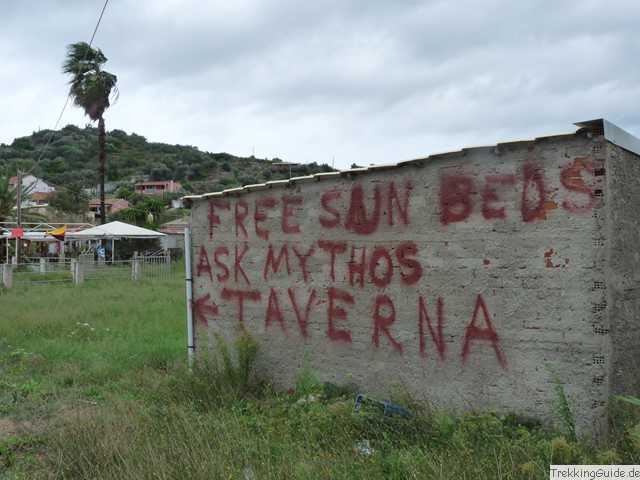 FREE SUN BEDS
ASK MYTHOS
← TAVERNA
TrekkingGuide.de